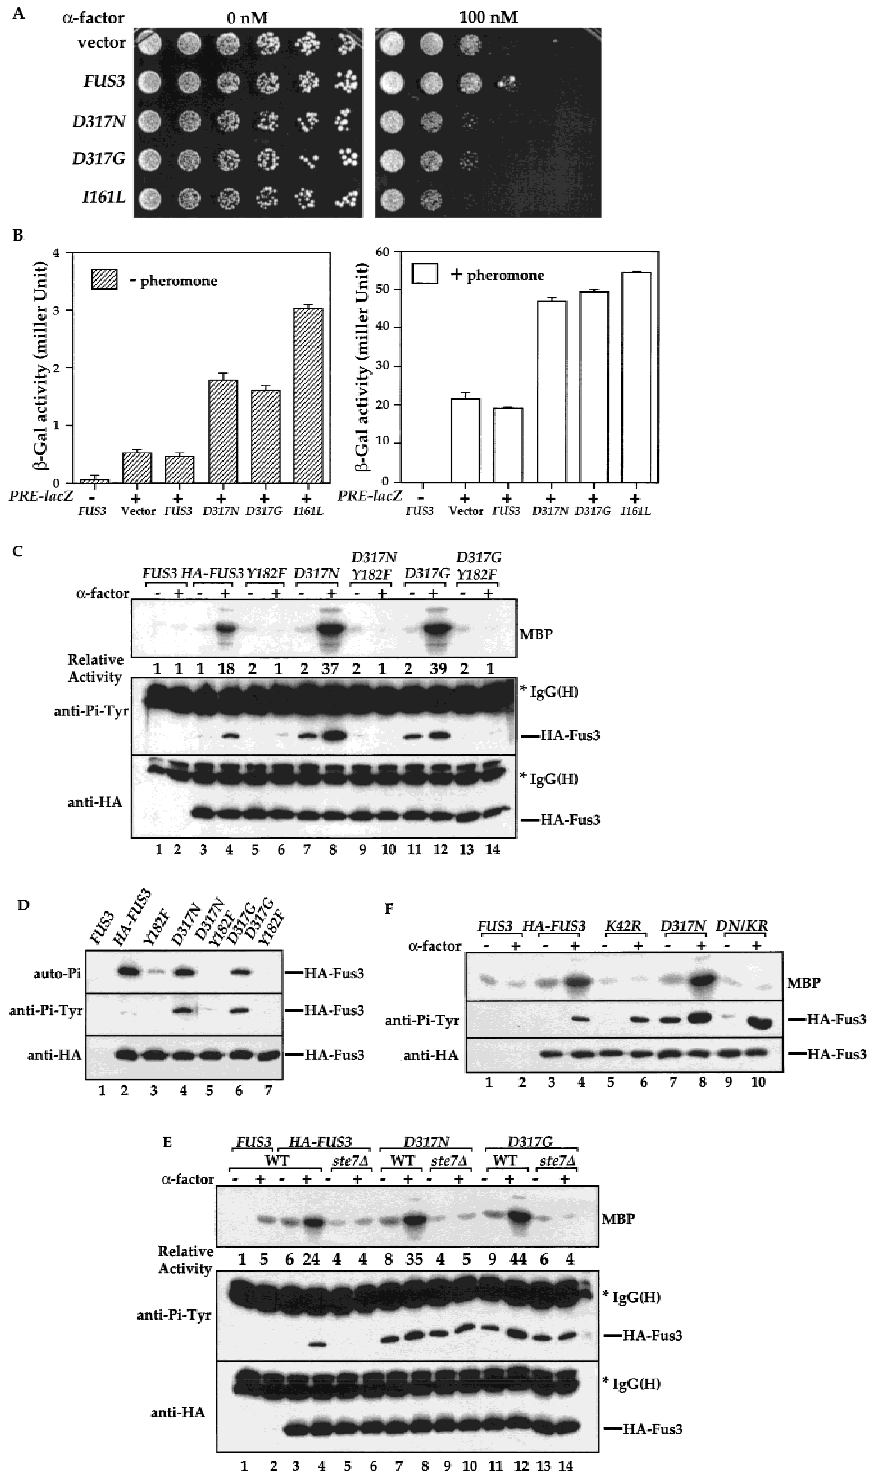 A
α-factor 0 nM 100 nM
vector
FUS3
D317N
D317G
I161L
B
β-Gal activity (miller Unit)
4
3
2
1
0
- pheromone
PRE-lacZ - + + + + +
FUS3 Vector FUS3 D317N D317G I161L
β-Gal activity (miller Unit)
60
50
40
30
20
10
0
+ pheromone
PRE-lacZ - + + + + +
FUS3 Vector FUS3 D317N D317G I161L
C
FUS3 HA-FUS3 Y182F D317N D317N Y182F D317G D317G Y182F
α-factor - + - + - + - + - + - + - +
MBP
Relative Activity 1 1 1 18 2 1 2 37 2 1 2 39 2 1
anti-Pi-Tyr
* IgG(H)
HA-Fus3
anti-HA
* IgG(H)
HA-Fus3
1 2 3 4 5 6 7 8 9 10 11 12 13 14
D
FUS3 HA-FUS3 Y182F D317N D317N Y182F D317G D317G Y182F
auto-Pi HA-Fus3
anti-Pi-Tyr HA-Fus3
anti-HA HA-Fus3
1 2 3 4 5 6 7
F
FUS3 HA-FUS3 K42R D317N DN/KR
α-factor - + - + - + - + - +
MBP
anti-Pi-Tyr HA-Fus3
anti-HA HA-Fus3
1 2 3 4 5 6 7 8 9 10
E
FUS3 HA-FUS3 D317N D317G
WT ste7Δ WT ste7Δ WT ste7Δ
α-factor - + - + - + - + - + - + - +
MBP
Relative Activity 1 5 6 24 4 4 8 35 4 5 9 44 6 4
anti-Pi-Tyr
* IgG(H)
HA-Fus3
anti-HA
* IgG(H)
HA-Fus3
1 2 3 4 5 6 7 8 9 10 11 12 13 14